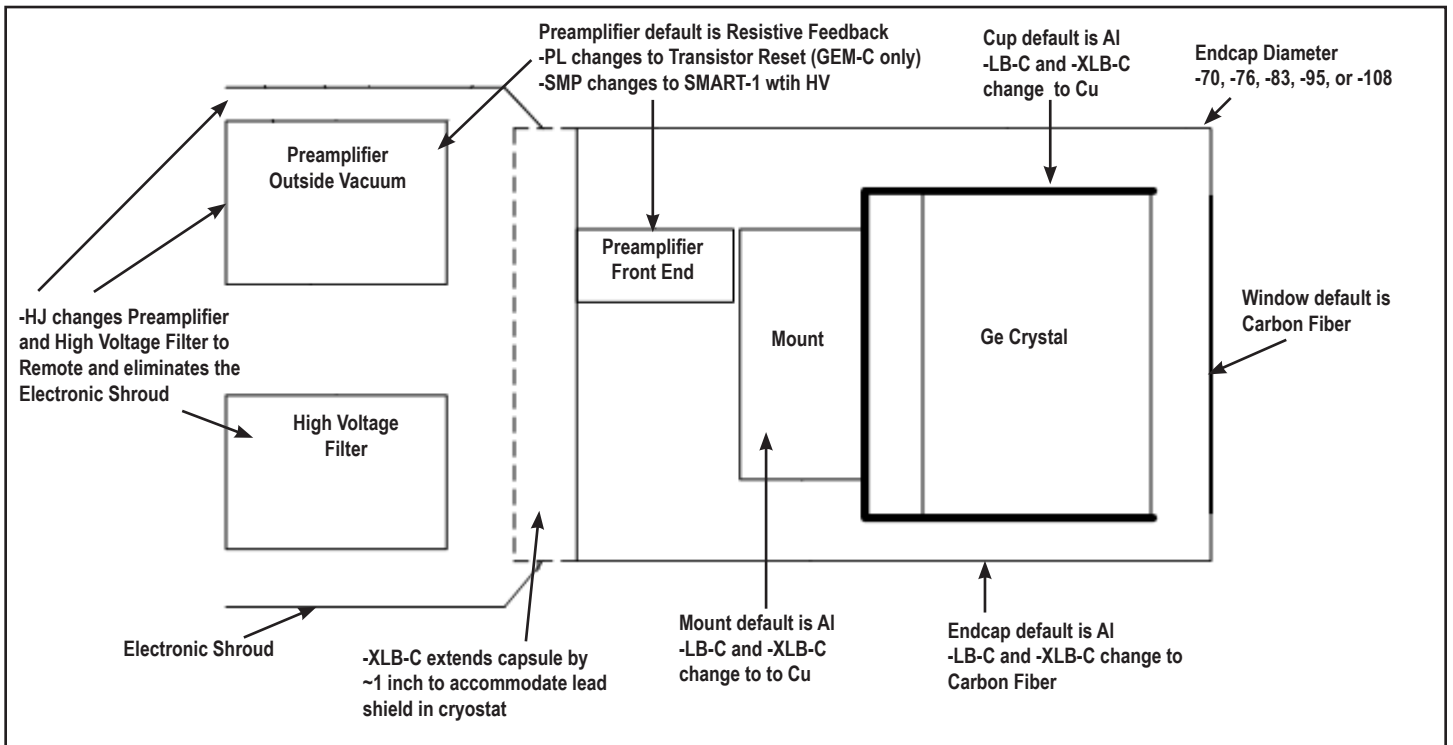 Preamplifier default is Resistive Feedback
-PL changes to Transistor Reset (GEM-C only)
-SMP changes to SMART-1 wtih HV
Cup default is Al
-LB-C and -XLB-C
change to Cu
Endcap Diameter
-70, -76, -83, -95, or -108
Preamplifier
Outside Vacuum
Preamplifier
Front End
Mount
Ge Crystal
Window default is
Carbon Fiber
-HJ changes Preamplifier
and High Voltage Filter to
Remote and eliminates the
Electronic Shroud
High Voltage
Filter
Electronic Shroud
-XLB-C extends capsule by
~1 inch to accommodate lead
shield in cryostat
Mount default is Al
-LB-C and -XLB-C
change to to Cu
Endcap default is Al
-LB-C and -XLB-C change to
Carbon Fiber